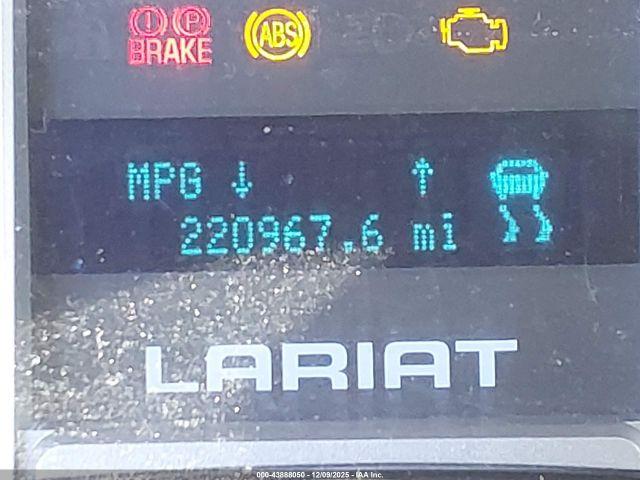 BRAKE
ABS
MPG ↓ ↑
220967.6 mi
LARIAT
000-43888050 - 12/09/2025 - IAA Inc.